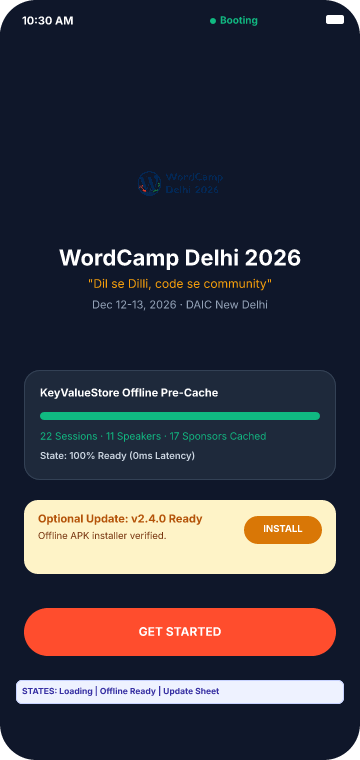 10:30 AM
Booting
WordCamp
Delhi 2026
WordCamp Delhi 2026
"Dil se Dilli, code se community"
Dec 12-13, 2026 · DAIC New Delhi
KeyValueStore Offline Pre-Cache
22 Sessions · 11 Speakers · 17 Sponsors Cached
State: 100% Ready (0ms Latency)
Optional Update: v2.4.0 Ready
Offline APK installer verified.
INSTALL
GET STARTED
STATES: Loading | Offline Ready | Update Sheet